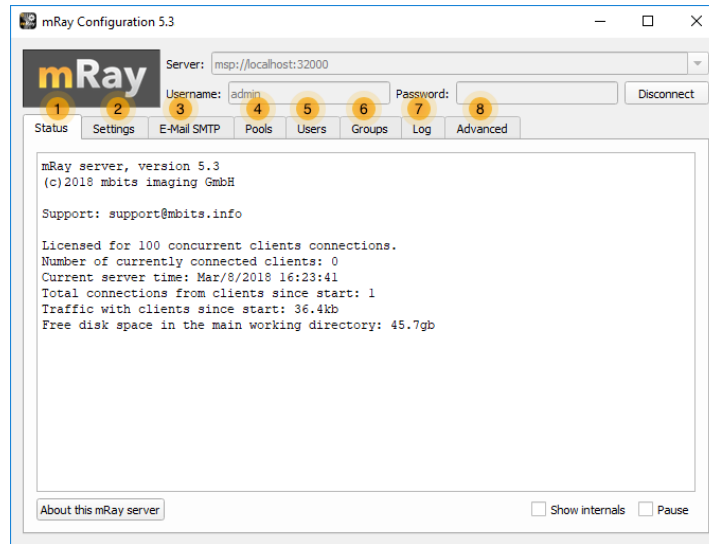 mRay Configuration 5.3
mRay
Server: msp://localhost:32000
Username: admin Password: Disconnect
1 2 3 4 5 6 7 8
Status Settings E-Mail SMTP Pools Users Groups Log Advanced
mRay server, version 5.3
(c)2018 mbits imaging GmbH
Support: support@mbits.info
Licensed for 100 concurrent clients connections.
Number of currently connected clients: 0
Current server time: Mar/8/2018 16:23:41
Total connections from clients since start: 1
Traffic with clients since start: 36.4kb
Free disk space in the main working directory: 45.7gb
About this mRay server Show internals Pause